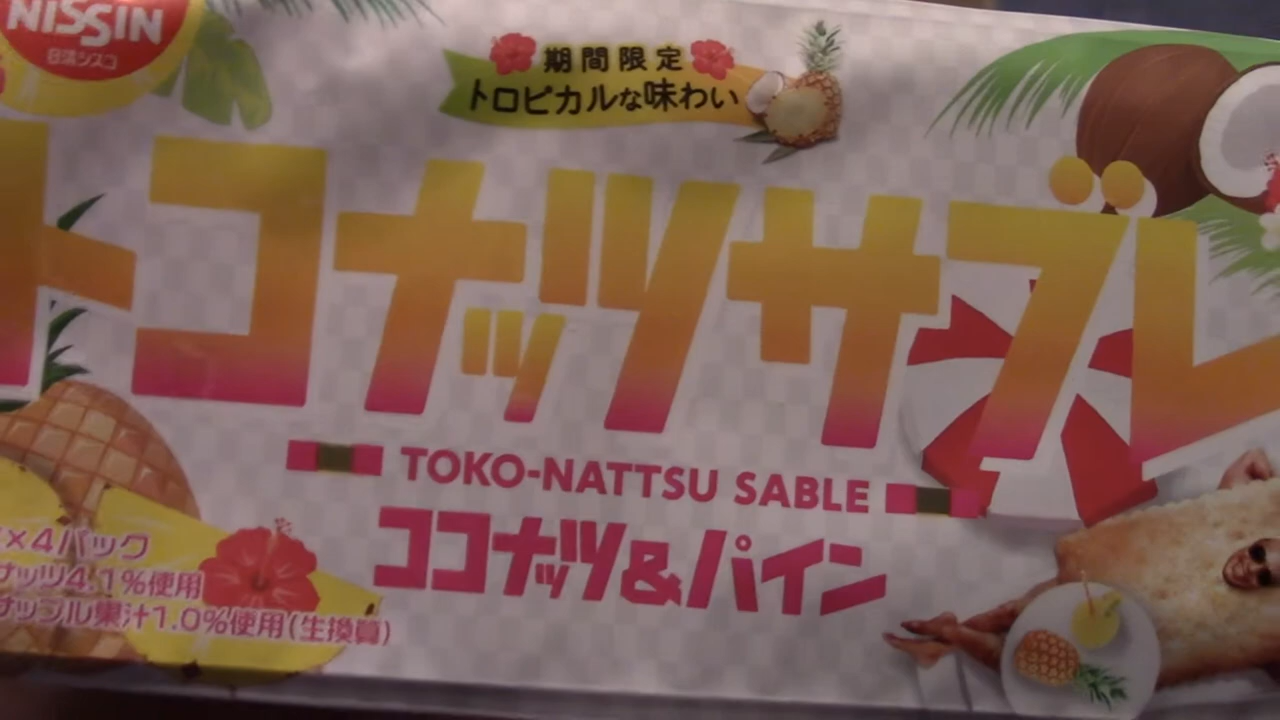 NISSIN
日清シスコ
期間限定
トロピカルな味わい
トコナッツサブレ
TOKO-NATTSU SABLE
ココナッツ&パイン
×4パック
ナッツ4.1%使用
ナップル果汁1.0%使用(生換算)